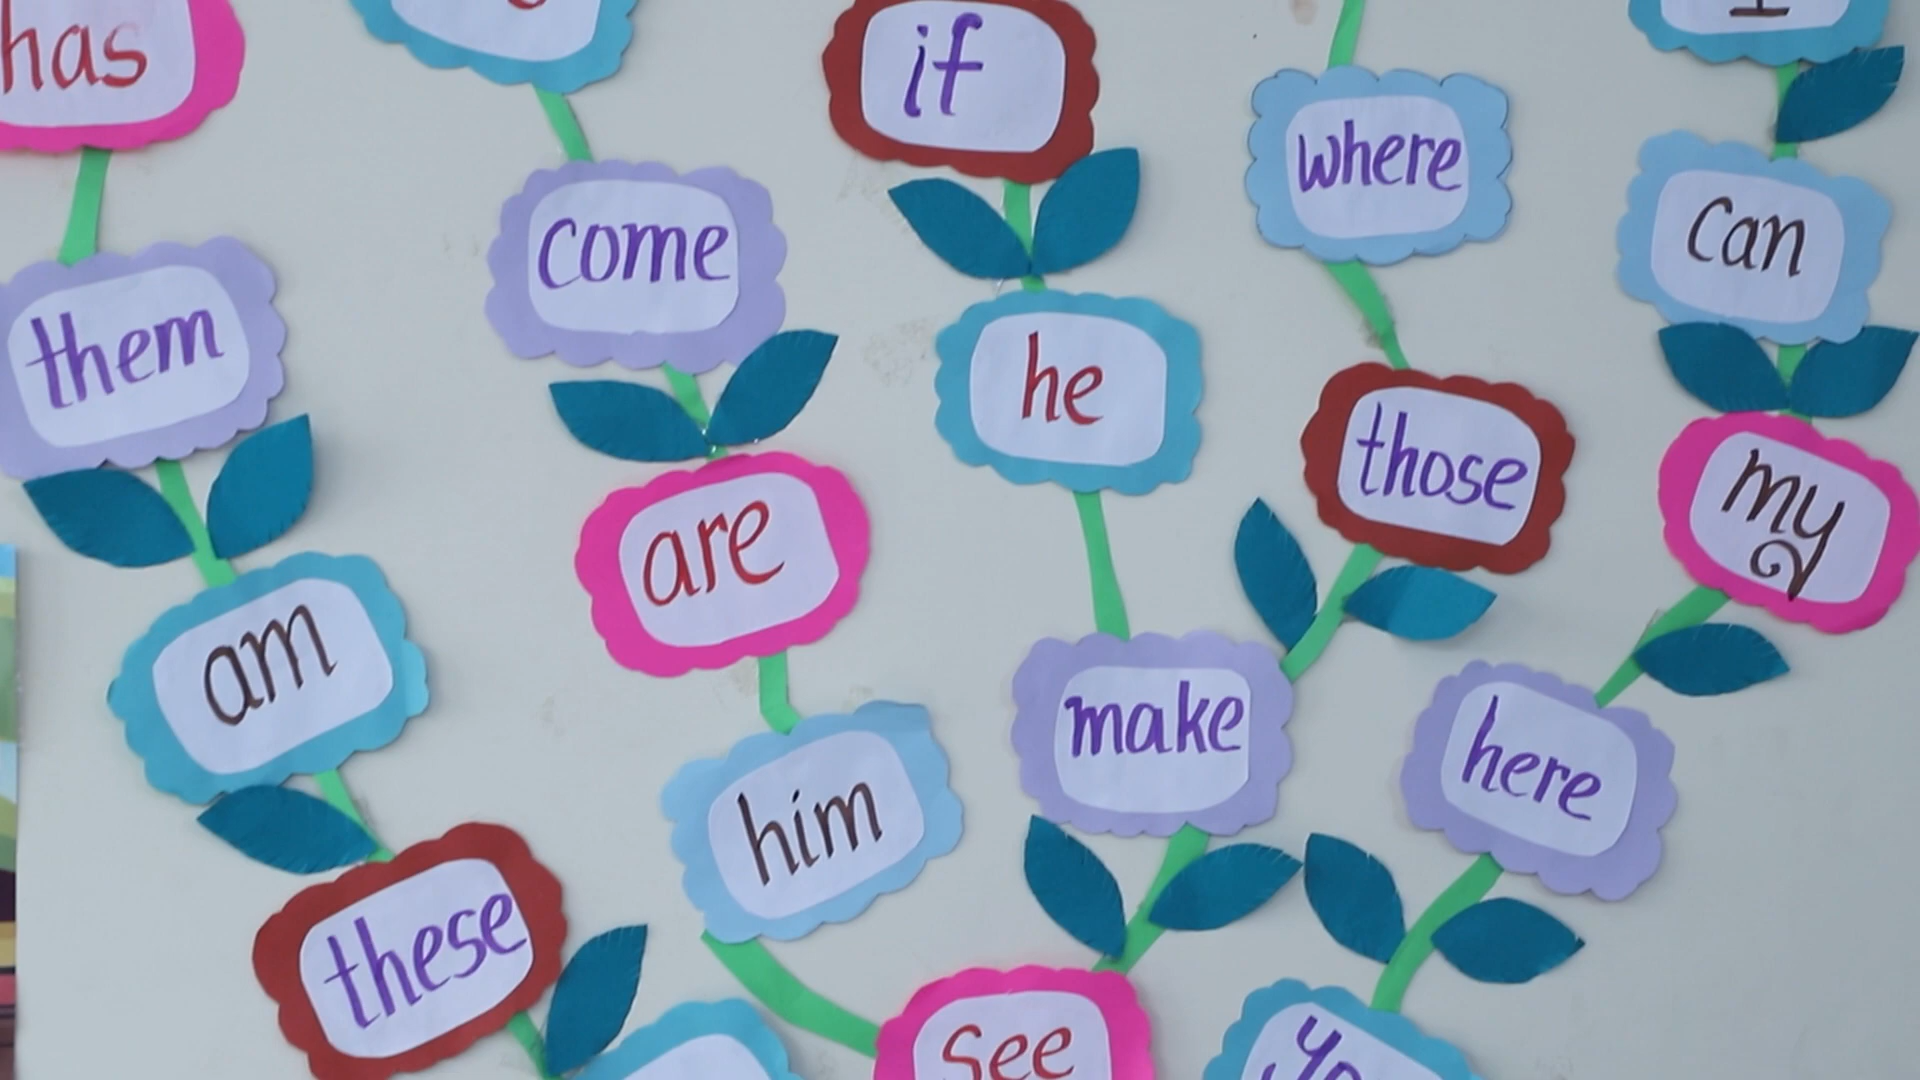 has
if
I
where
can
come
them
he
those
my
are
am
make
here
him
these
see